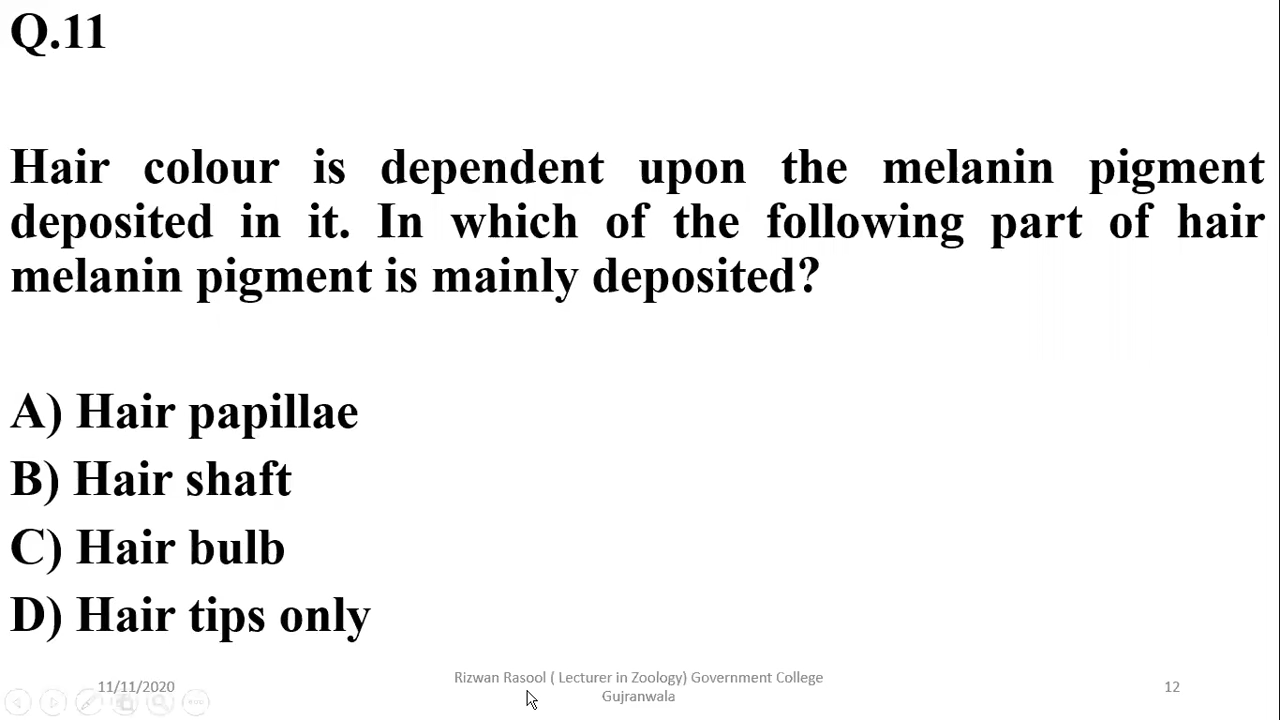 Q.11
Hair colour is dependent upon the melanin pigment
deposited in it. In which of the following part of hair
melanin pigment is mainly deposited?
A) Hair papillae
B) Hair shaft
C) Hair bulb
D) Hair tips only
11/11/2020
Rizwan Rasool ( Lecturer in Zoology) Government College
Gujranwala
12